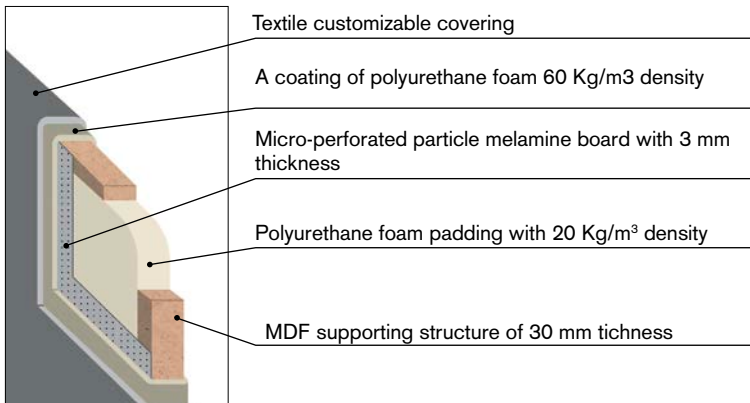 Textile customizable covering
A coating of polyurethane foam 60 Kg/m3 density
Micro-perforated particle melamine board with 3 mm
thickness
Polyurethane foam padding with 20 Kg/m³ density
MDF supporting structure of 30 mm tichness